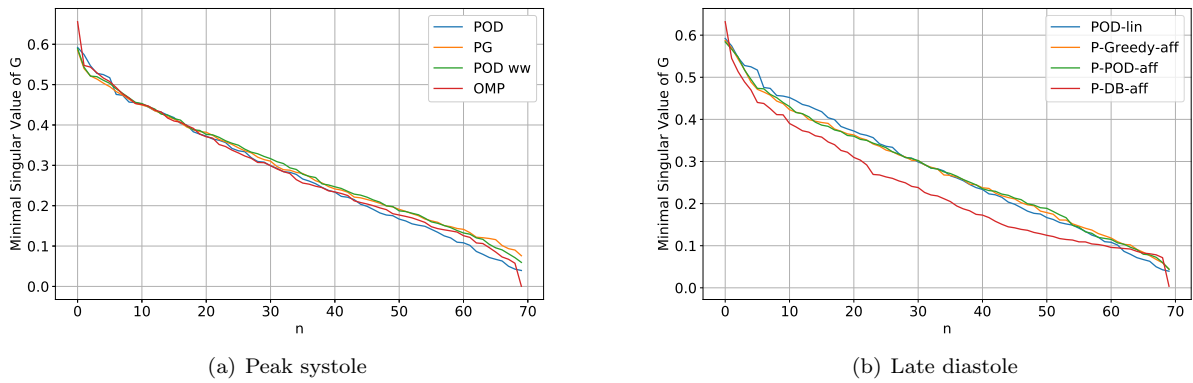 Minimal Singular Value of G
0.6
0.5
0.4
0.3
0.2
0.1
0.0
0 10 20 30 40 50 60 70
n
POD
PG
POD ww
OMP
(a) Peak systole
Minimal Singular Value of G
0.6
0.5
0.4
0.3
0.2
0.1
0.0
0 10 20 30 40 50 60 70
n
POD-lin
P-Greedy-aff
P-POD-aff
P-DB-aff
(b) Late diastole